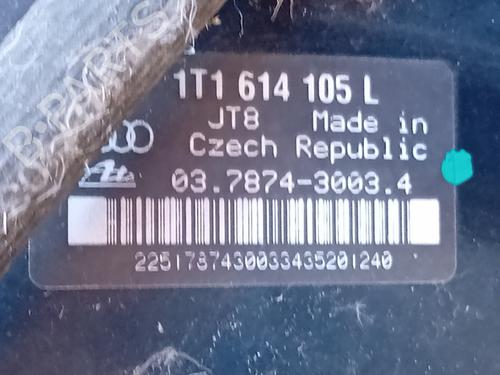 B-PARTS
1T1 614 105 L
JT8 Made in
Czech Republic
03.7874-3003.4
2251787430033435201240